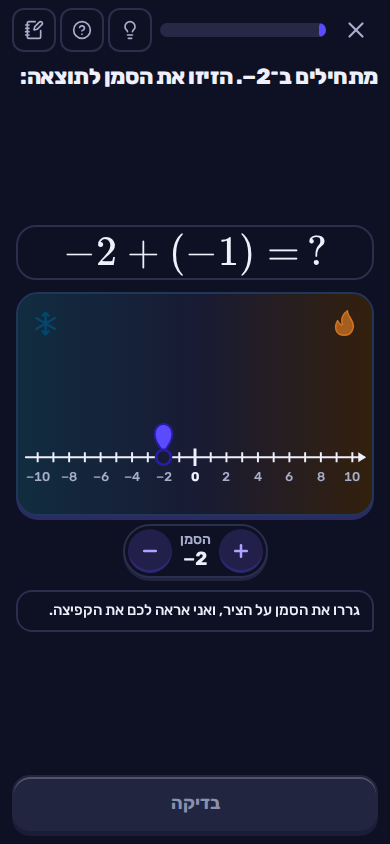 מתחילים ב־−2. הזיזו את הסמן לתוצאה:
−2 + (−1) = ?
−10 −8 −6 −4 −2 0 2 4 6 8 10
הסמן
−2
גררו את הסמן על הציר, ואני אראה לכם את הקפיצה.
בדיקה